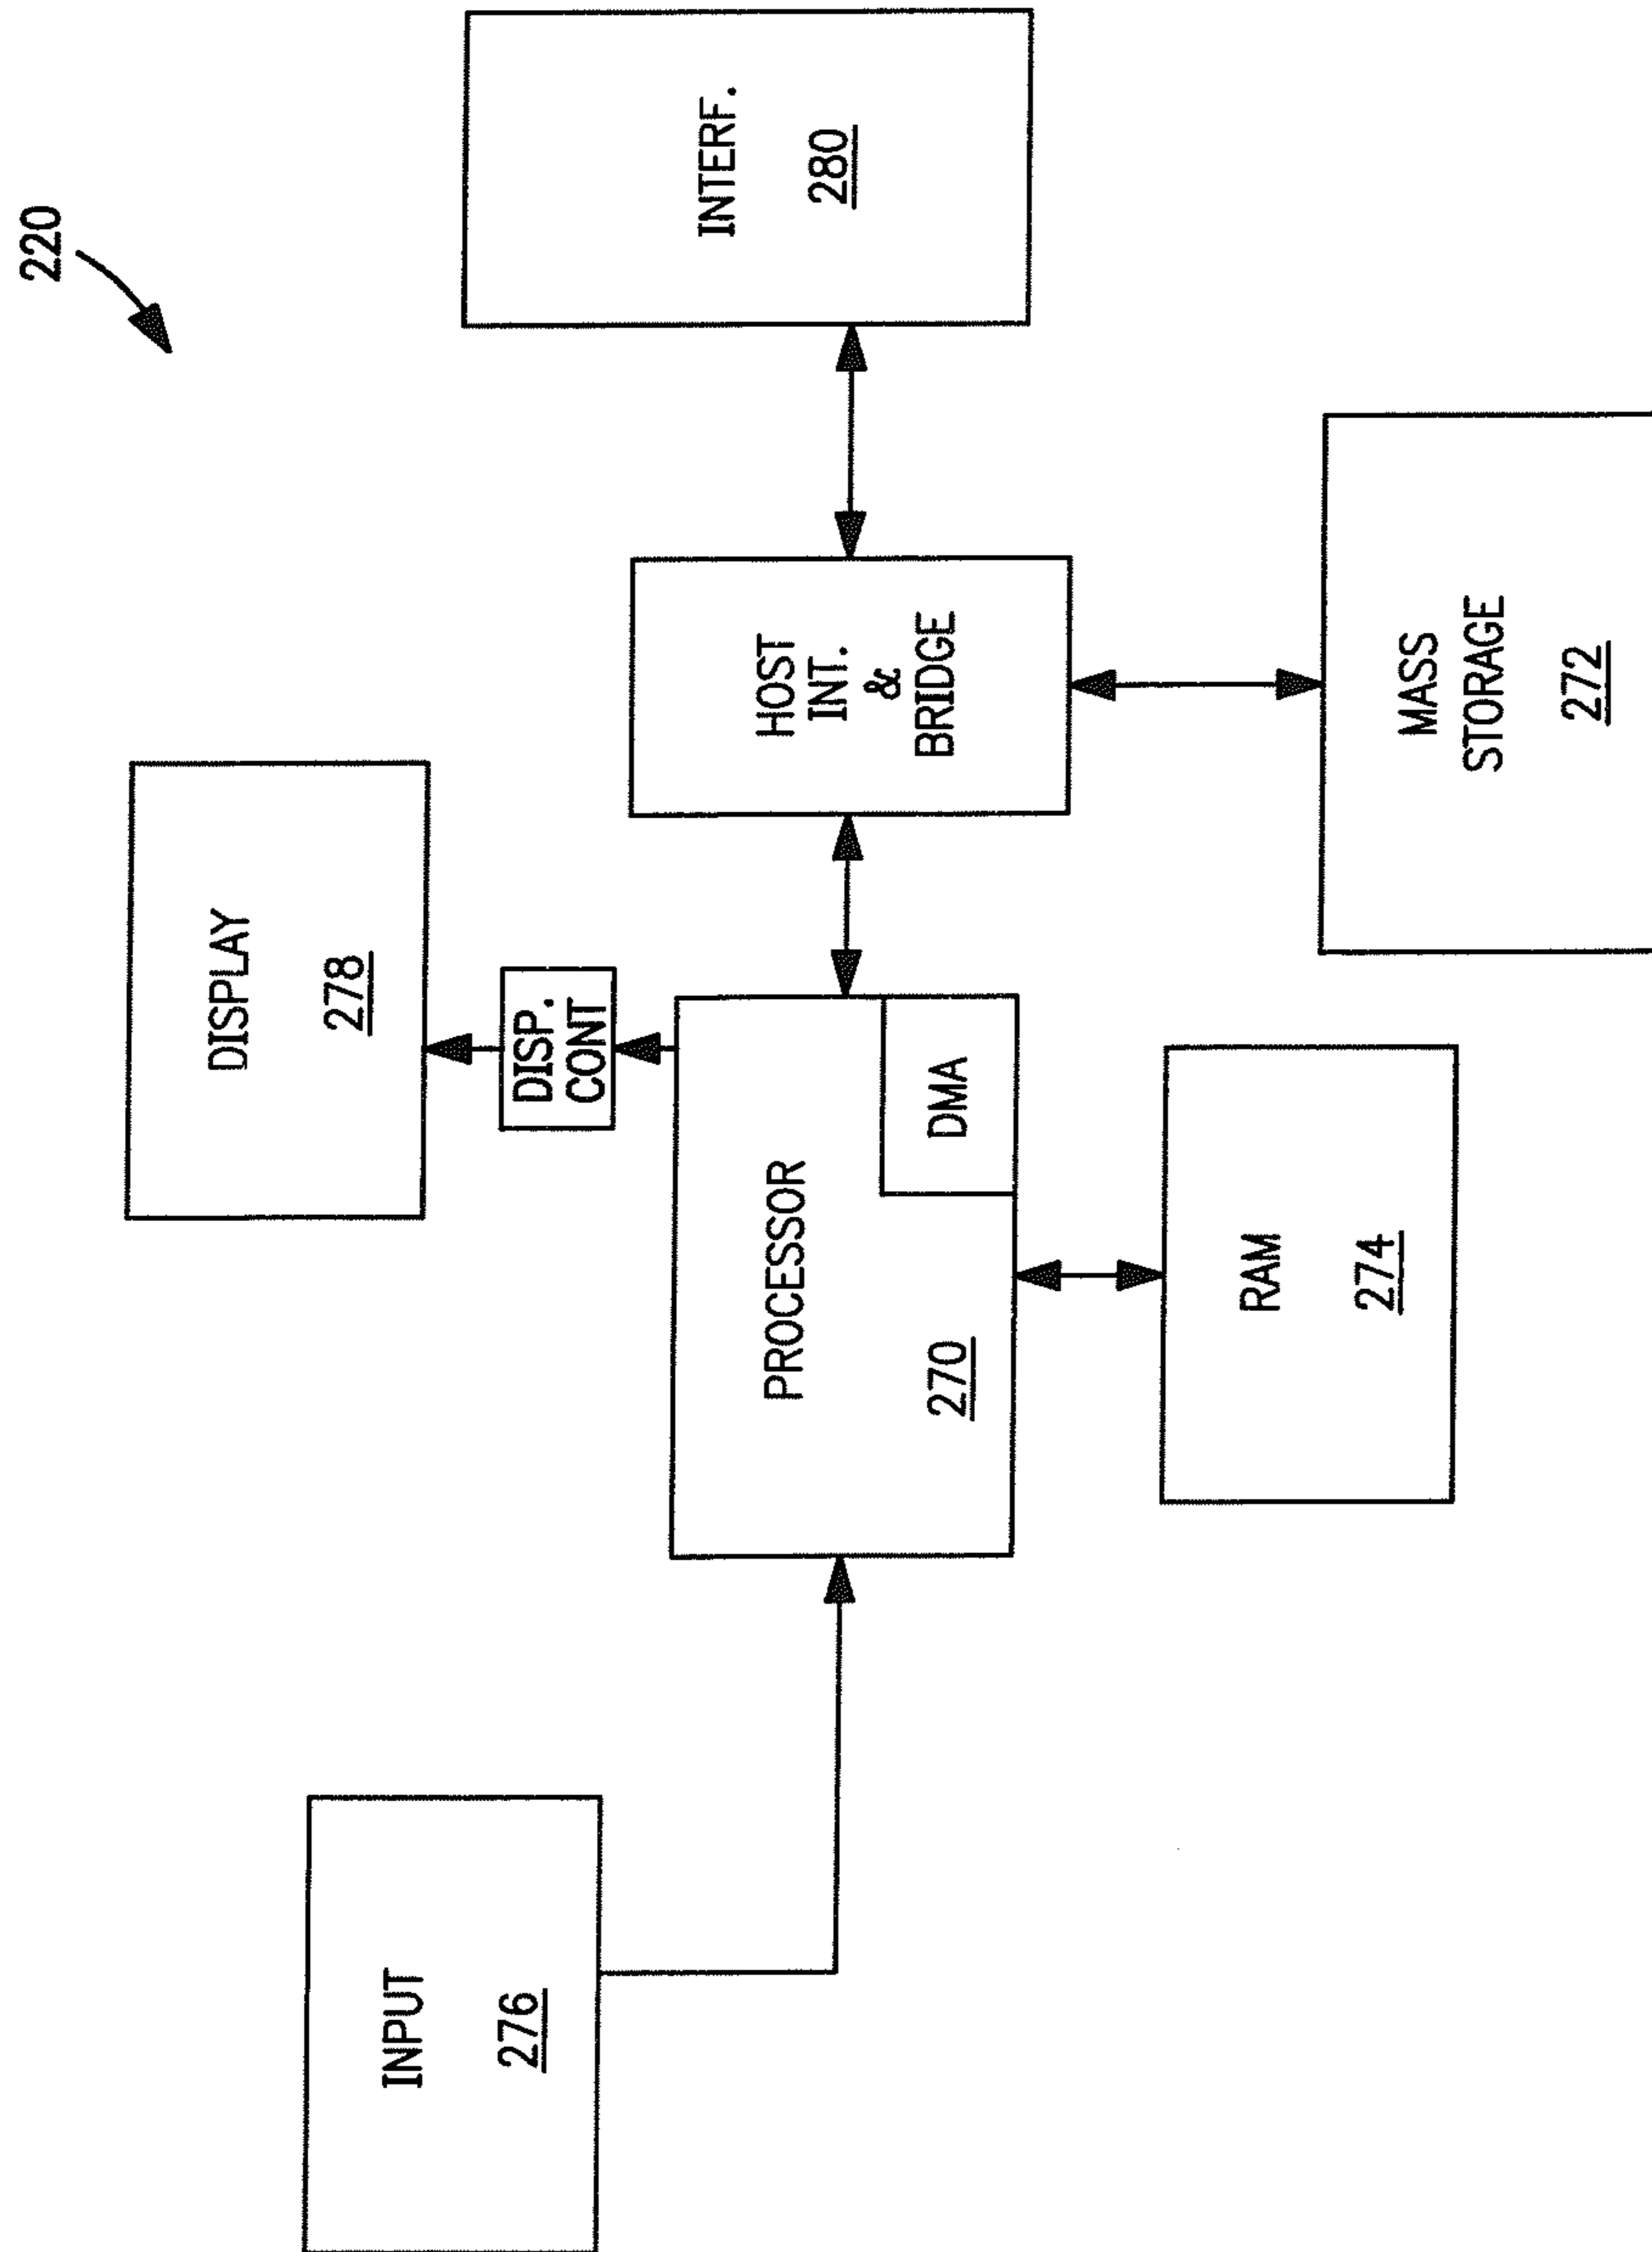 220
DISPLAY
278
INPUT
276
DISP.
CONT
INTERF.
280
PROCESSOR
270
DMA
HOST
INT.
&
BRIDGE
RAM
274
MASS
STORAGE
272